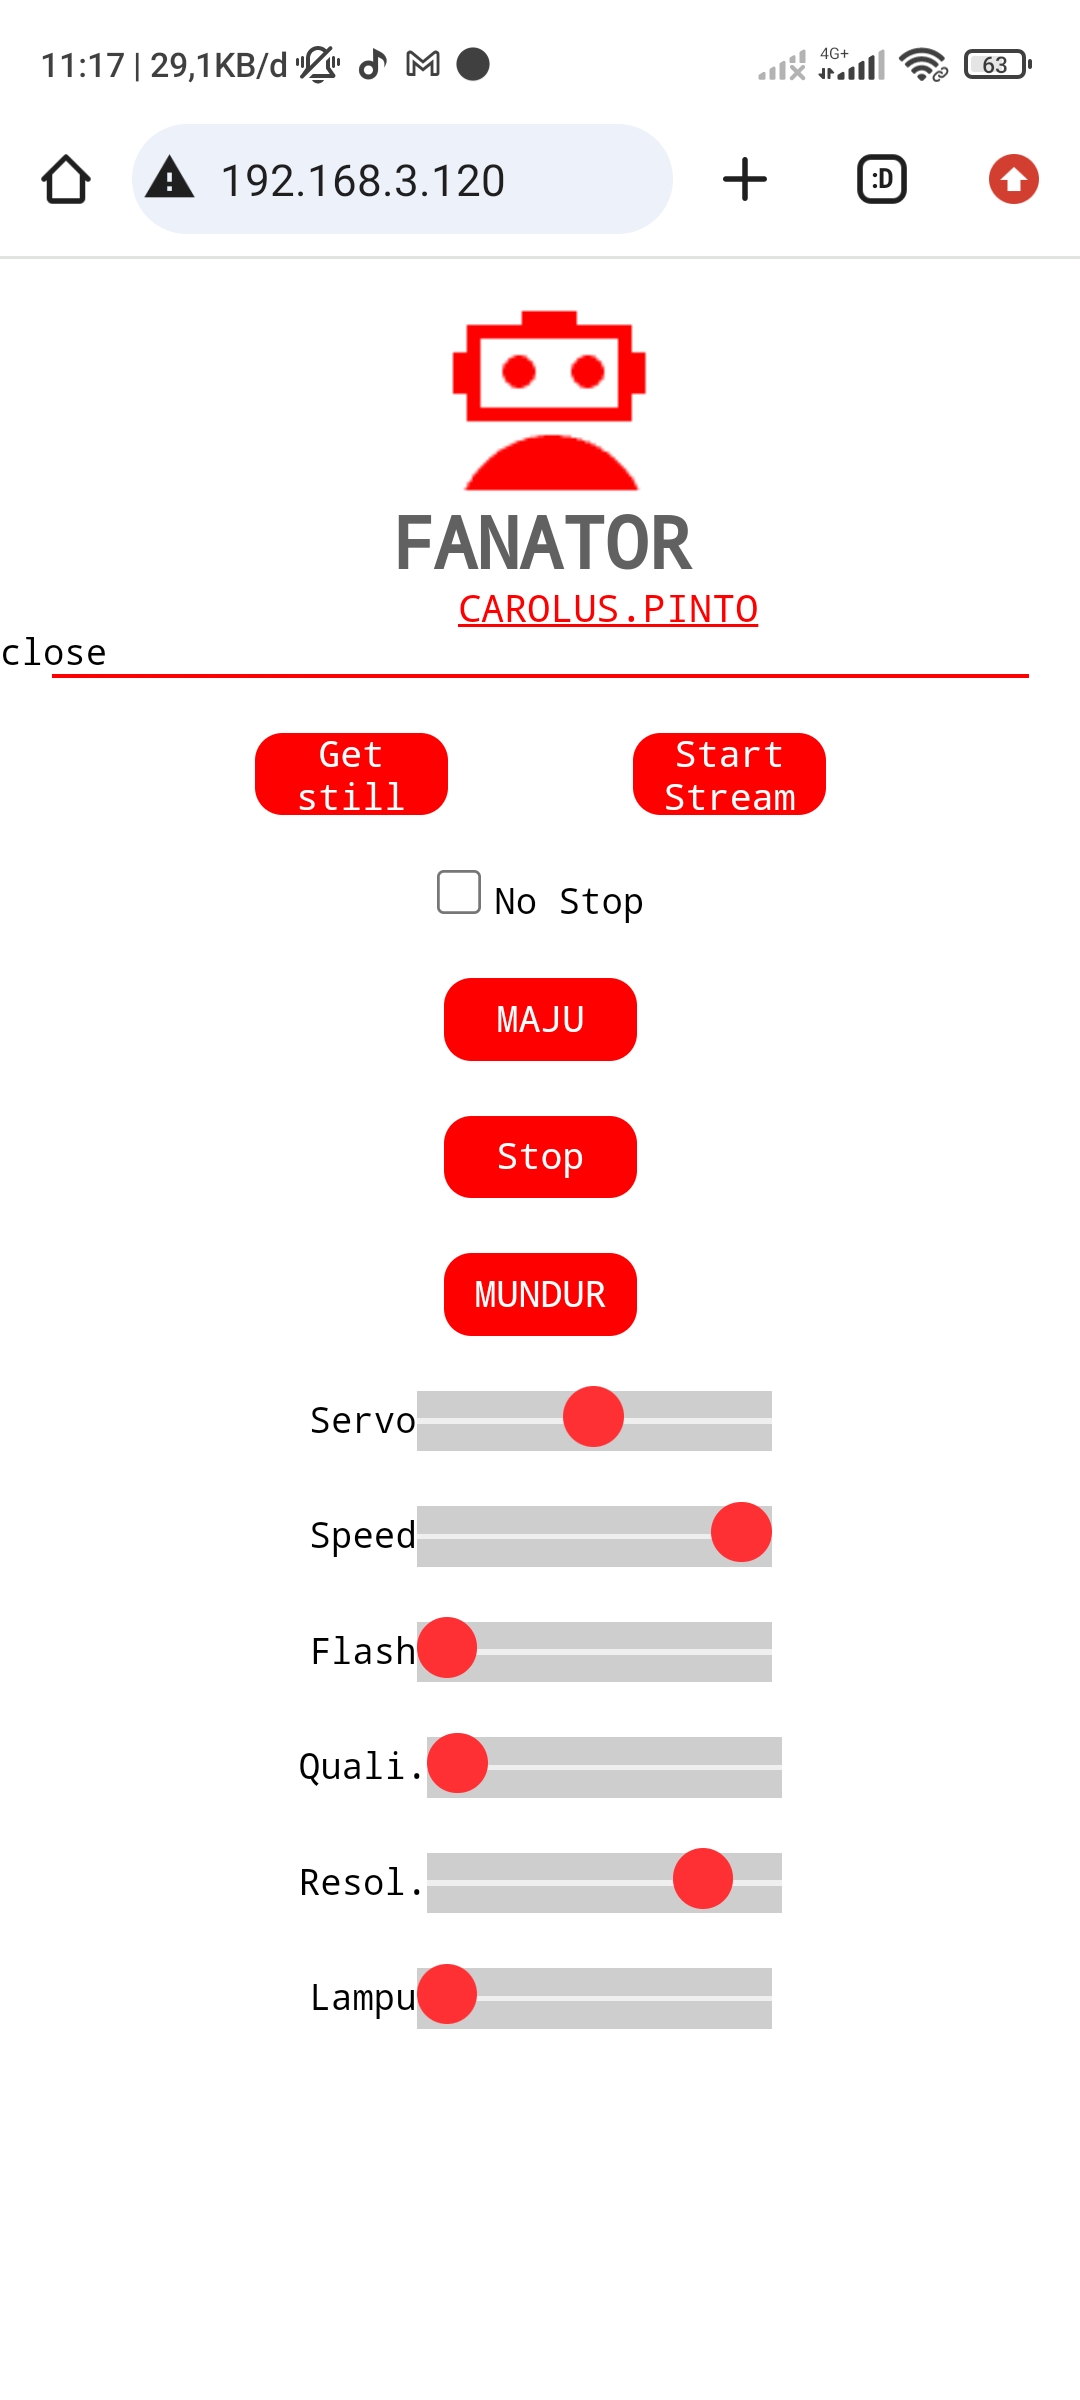 11:17 | 29,1KB/d
4G+
63
192.168.3.120
:D
FANATOR
CAROLUS.PINTO
close
Get still
Start Stream
No Stop
MAJU
Stop
MUNDUR
Servo
Speed
Flash
Quali.
Resol.
Lampu